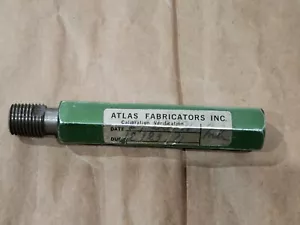 ATLAS FABRICATORS INC.
Calibration Verification
DATE
DUE